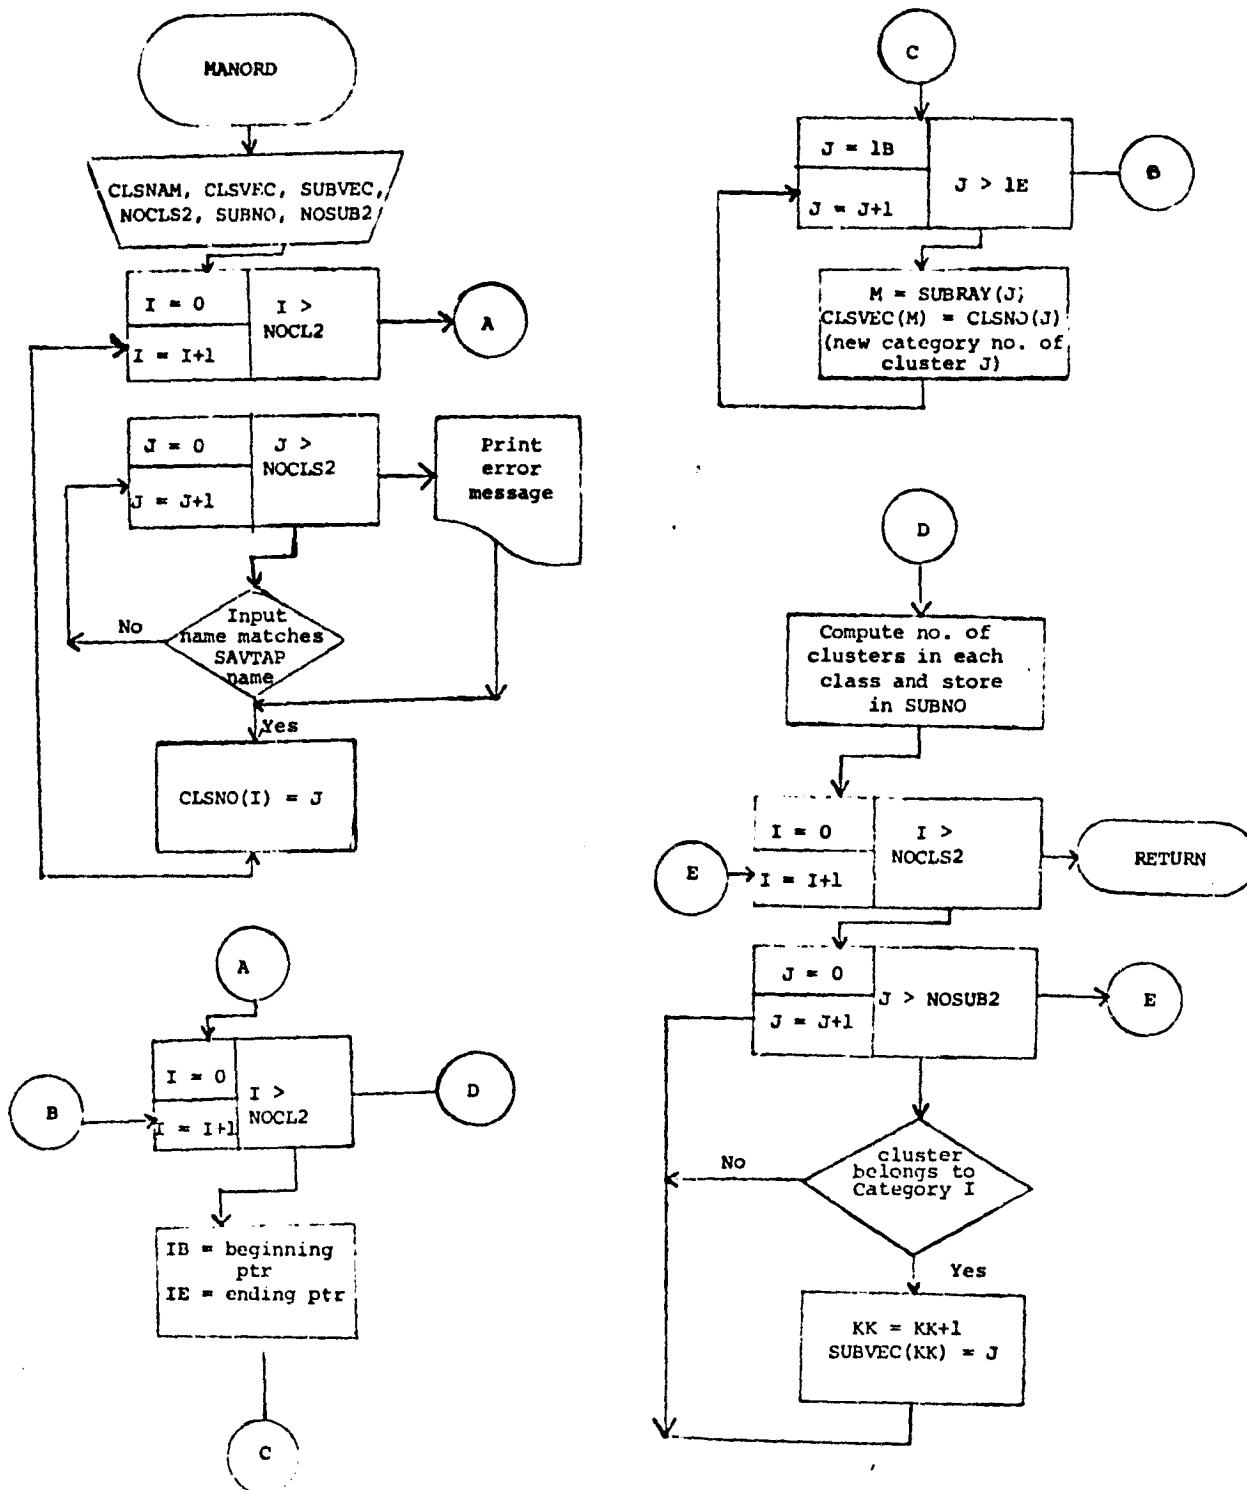 MANORD
CLSNAM, CLSVEC, SUBVEC,
NOCLS2, SUBNO, NOSUB2
I = 0
I = I+1
I >
NOCL2
A
J = 0
J = J+1
J >
NOCLS2
Print
error
message
Input
name matches
SAVTAP
name
No
Yes
CLSNO(I) = J
A
B
I = 0
I = I+1
I >
NOCL2
D
IB = beginning
ptr
IE = ending ptr
C
C
J = 1B
J = J+1
J > 1E
B
M = SUBRAY(J)
CLSVEC(M) = CLSNO(J)
(new category no. of
cluster J)
D
Compute no. of
clusters in each
class and store
in SUBNO
E
I = 0
I = I+1
I >
NOCLS2
RETURN
J = 0
J = J+1
J > NOSUB2
E
cluster
belongs to
Category I
No
Yes
KK = KK+1
SUBVEC(KK) = J